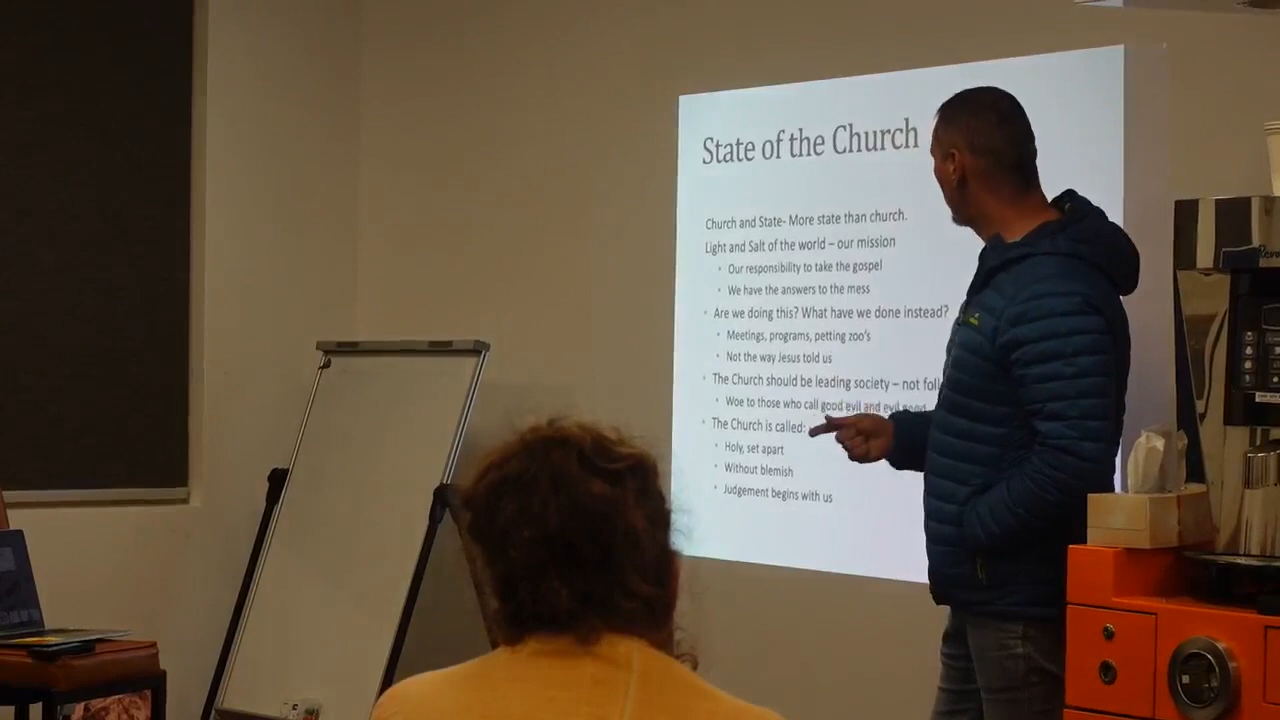 State of the Church
Church and State- More state than church.
Light and Salt of the world – our mission
• Our responsibility to take the gospel
• We have the answers to the mess
• Are we doing this? What have we done instead?
• Meetings, programs, petting zoo's
• Not the way Jesus told us
• The Church should be leading society – not
• Woe to those who call good evil and evil good
• The Church is called:
• Holy, set apart
• Without blemish
• Judgement begins with us